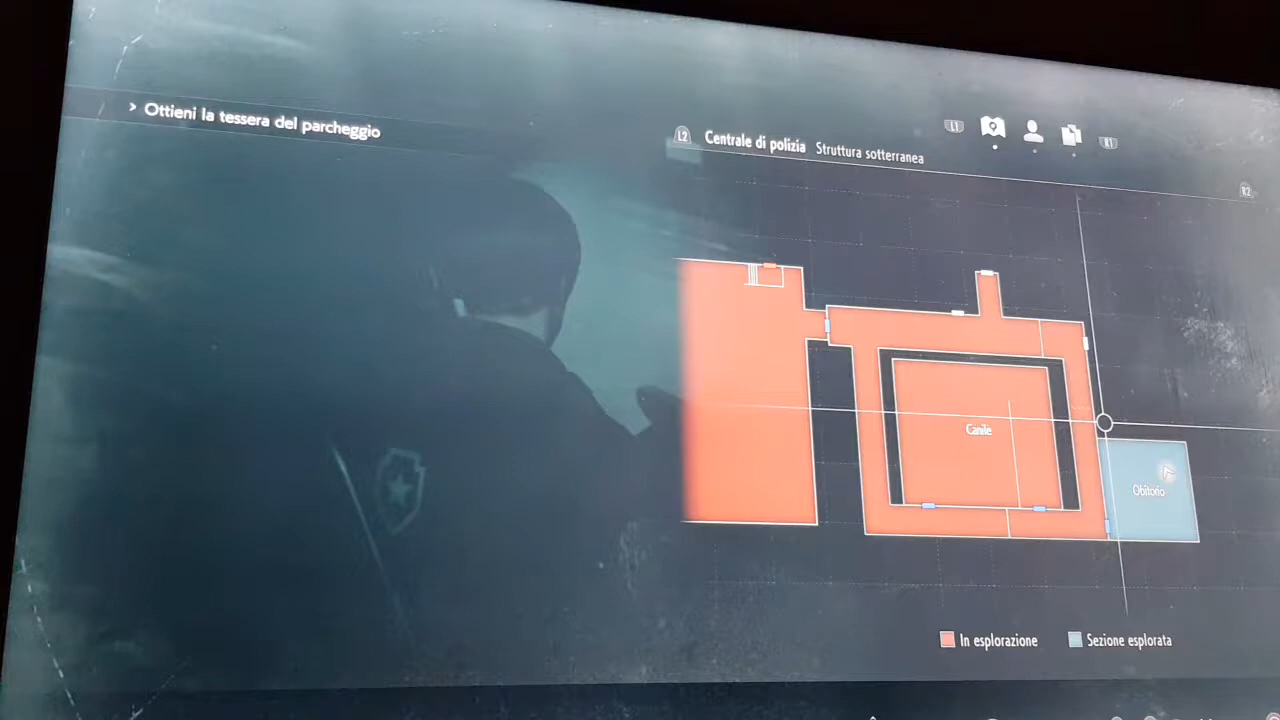 > Ottieni la tessera del parcheggio
L2 Centrale di polizia Struttura sotterranea
L1 R1
R2
Canile
Obitorio
In esplorazione Sezione esplorata